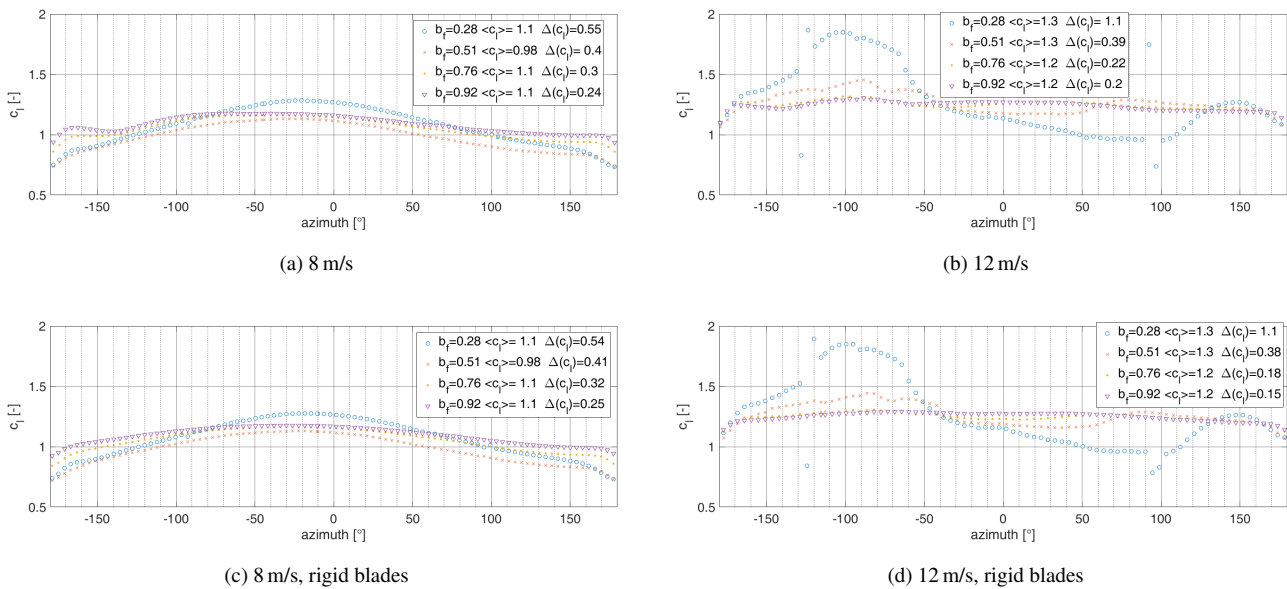 2
1.5
1
0.5
c_l [-]
-150 -100 -50 0 50 100 150
azimuth [°]
b_f=0.28 <c_l>= 1.1 Δ(c_l)=0.55
b_f=0.51 <c_l>=0.98 Δ(c_l)= 0.4
b_f=0.76 <c_l>= 1.1 Δ(c_l)= 0.3
b_f=0.92 <c_l>= 1.1 Δ(c_l)=0.24
(a) 8 m/s
2
1.5
1
0.5
c_l [-]
-150 -100 -50 0 50 100 150
azimuth [°]
b_f=0.28 <c_l>=1.3 Δ(c_l)= 1.1
b_f=0.51 <c_l>=1.3 Δ(c_l)=0.39
b_f=0.76 <c_l>=1.2 Δ(c_l)=0.22
b_f=0.92 <c_l>=1.2 Δ(c_l)= 0.2
(b) 12 m/s
2
1.5
1
0.5
c_l [-]
-150 -100 -50 0 50 100 150
azimuth [°]
b_f=0.28 <c_l>= 1.1 Δ(c_l)=0.54
b_f=0.51 <c_l>=0.98 Δ(c_l)=0.41
b_f=0.76 <c_l>= 1.1 Δ(c_l)=0.32
b_f=0.92 <c_l>= 1.1 Δ(c_l)=0.25
(c) 8 m/s, rigid blades
2
1.5
1
0.5
c_l [-]
-150 -100 -50 0 50 100 150
azimuth [°]
b_f=0.28 <c_l>=1.3 Δ(c_l)= 1.1
b_f=0.51 <c_l>=1.3 Δ(c_l)=0.38
b_f=0.76 <c_l>=1.2 Δ(c_l)=0.18
b_f=0.92 <c_l>=1.2 Δ(c_l)=0.15
(d) 12 m/s, rigid blades